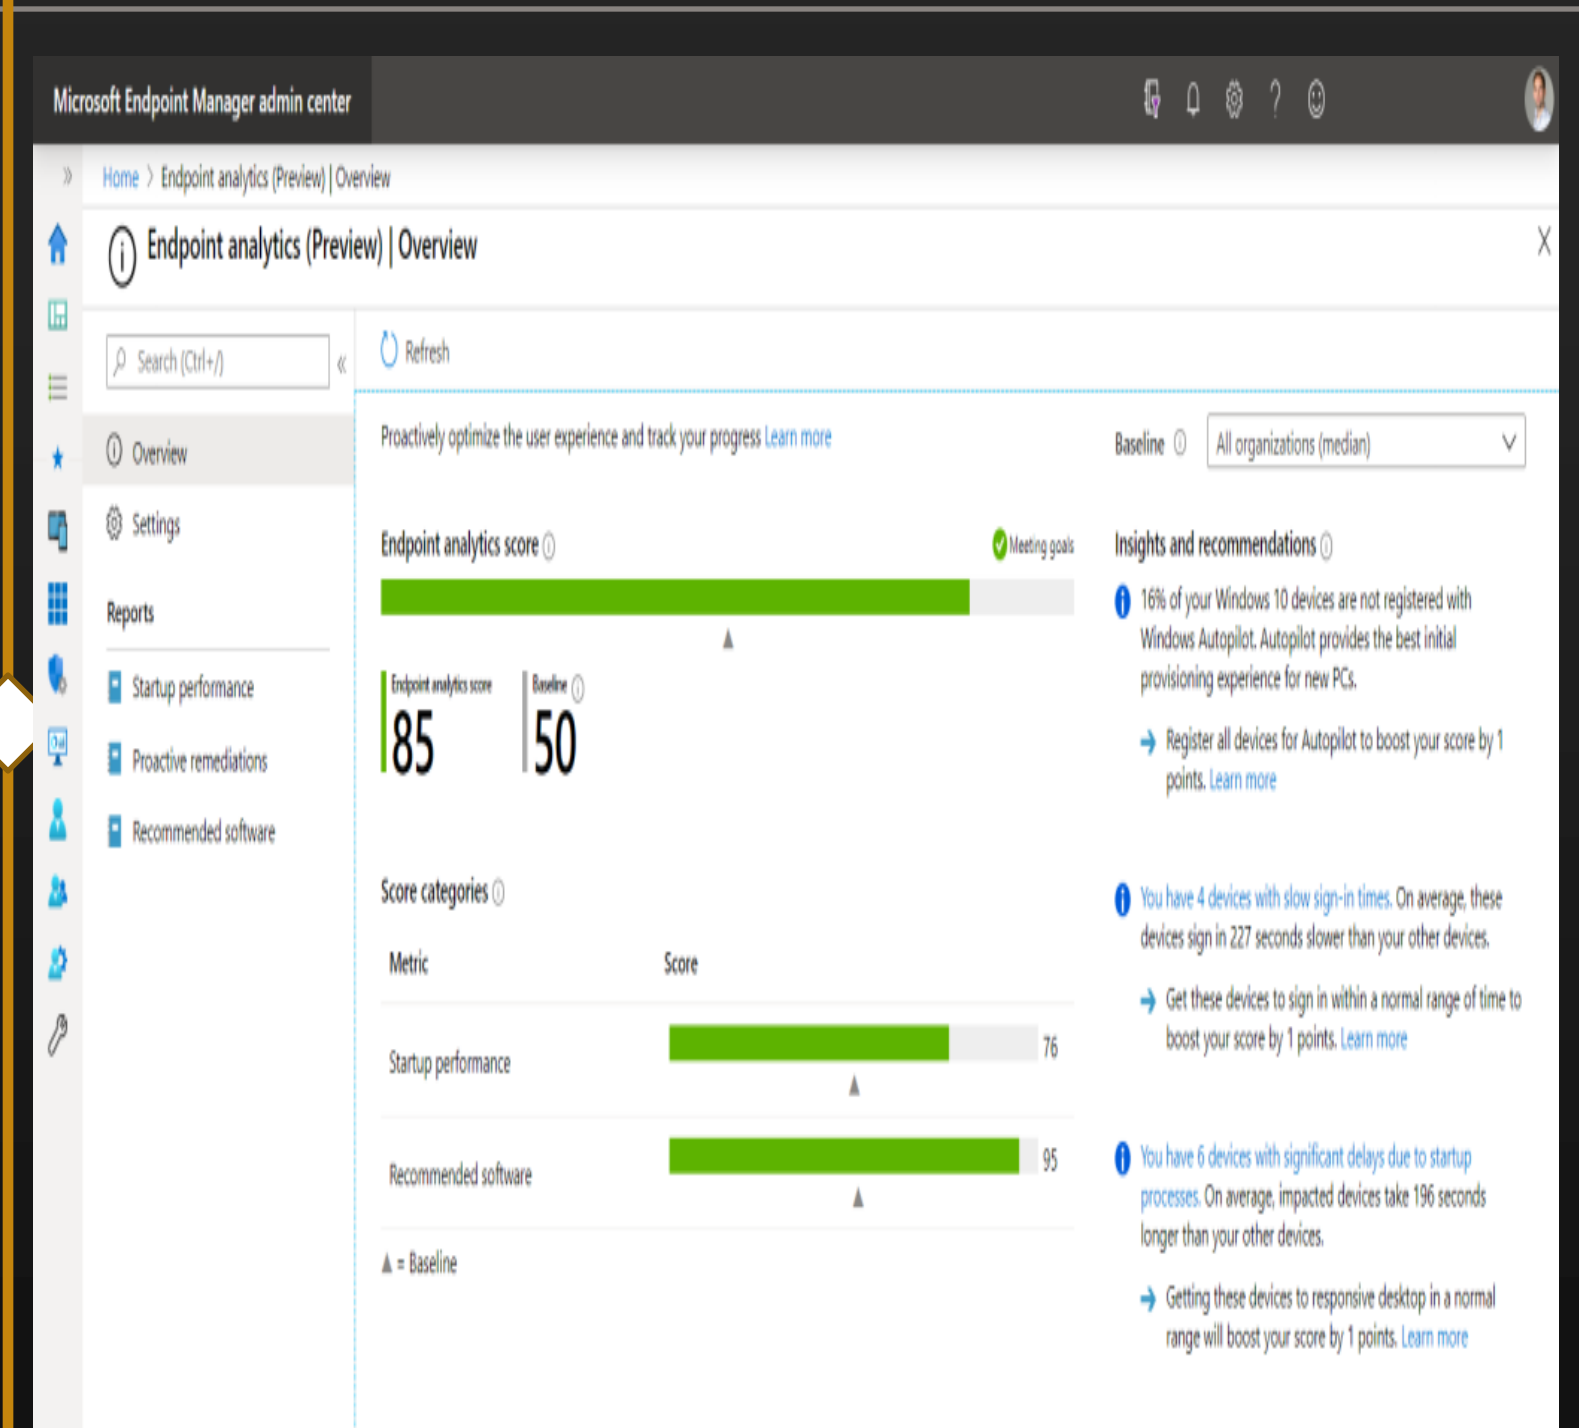 Microsoft Endpoint Manager admin center
Home > Endpoint analytics (Preview) | Overview
Endpoint analytics (Preview) | Overview
Search (Ctrl+/)
Overview
Settings
Reports
Startup performance
Proactive remediations
Recommended software
Refresh
Proactively optimize the user experience and track your progress Learn more
Baseline
All organizations (median)
Endpoint analytics score
Meeting goals
Endpoint analytics score
85
Baseline
50
Score categories
Metric
Score
Startup performance
76
Recommended software
95
▲ = Baseline
Insights and recommendations
16% of your Windows 10 devices are not registered with
Windows Autopilot. Autopilot provides the best initial
provisioning experience for new PCs.
Register all devices for Autopilot to boost your score by 1
points. Learn more
You have 4 devices with slow sign-in times. On average, these
devices sign in 227 seconds slower than your other devices.
Get these devices to sign in within a normal range of time to
boost your score by 1 points. Learn more
You have 6 devices with significant delays due to startup
processes. On average, impacted devices take 196 seconds
longer than your other devices.
Getting these devices to responsive desktop in a normal
range will boost your score by 1 points. Learn more